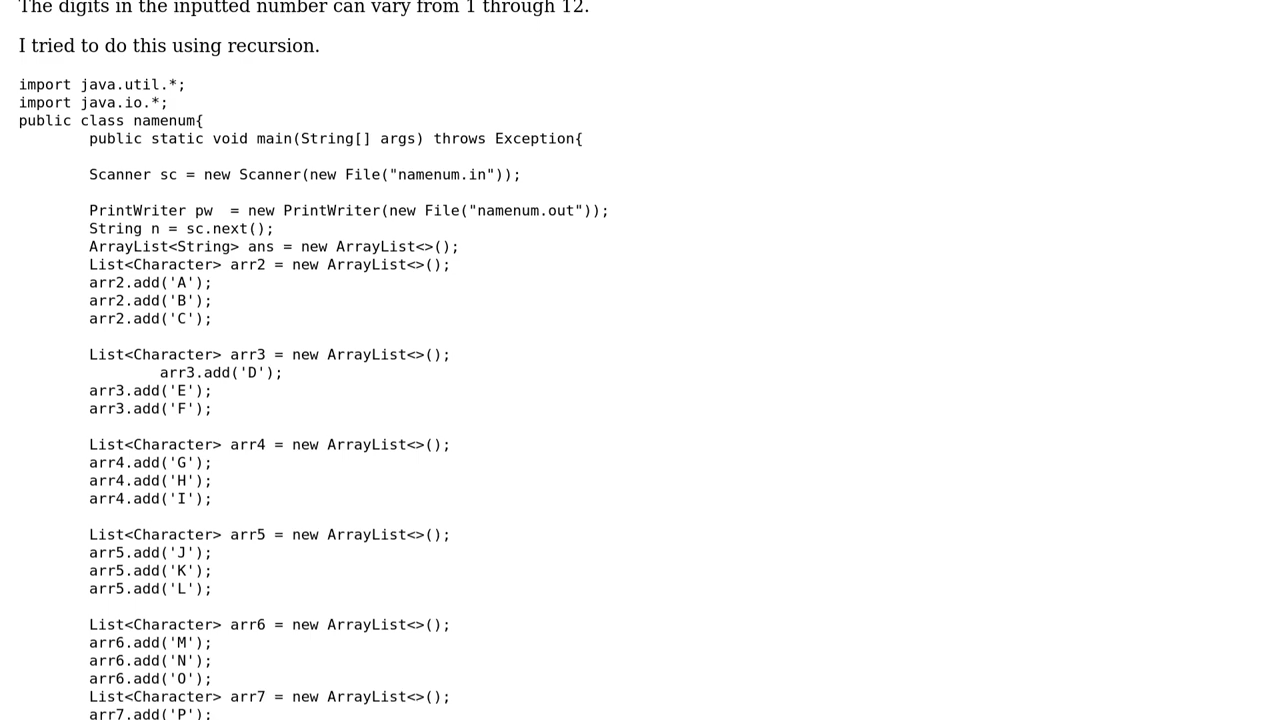 The digits in the inputted number can vary from 1 through 12.
I tried to do this using recursion.
import java.util.*;
import java.io.*;
public class namenum{
        public static void main(String[] args) throws Exception{
        Scanner sc = new Scanner(new File("namenum.in"));
        PrintWriter pw  = new PrintWriter(new File("namenum.out"));
        String n = sc.next();
        ArrayList<String> ans = new ArrayList<>();
        List<Character> arr2 = new ArrayList<>();
        arr2.add('A');
        arr2.add('B');
        arr2.add('C');
        List<Character> arr3 = new ArrayList<>();
                arr3.add('D');
        arr3.add('E');
        arr3.add('F');
        List<Character> arr4 = new ArrayList<>();
        arr4.add('G');
        arr4.add('H');
        arr4.add('I');
        List<Character> arr5 = new ArrayList<>();
        arr5.add('J');
        arr5.add('K');
        arr5.add('L');
        List<Character> arr6 = new ArrayList<>();
        arr6.add('M');
        arr6.add('N');
        arr6.add('O');
        List<Character> arr7 = new ArrayList<>();
        arr7.add('P');